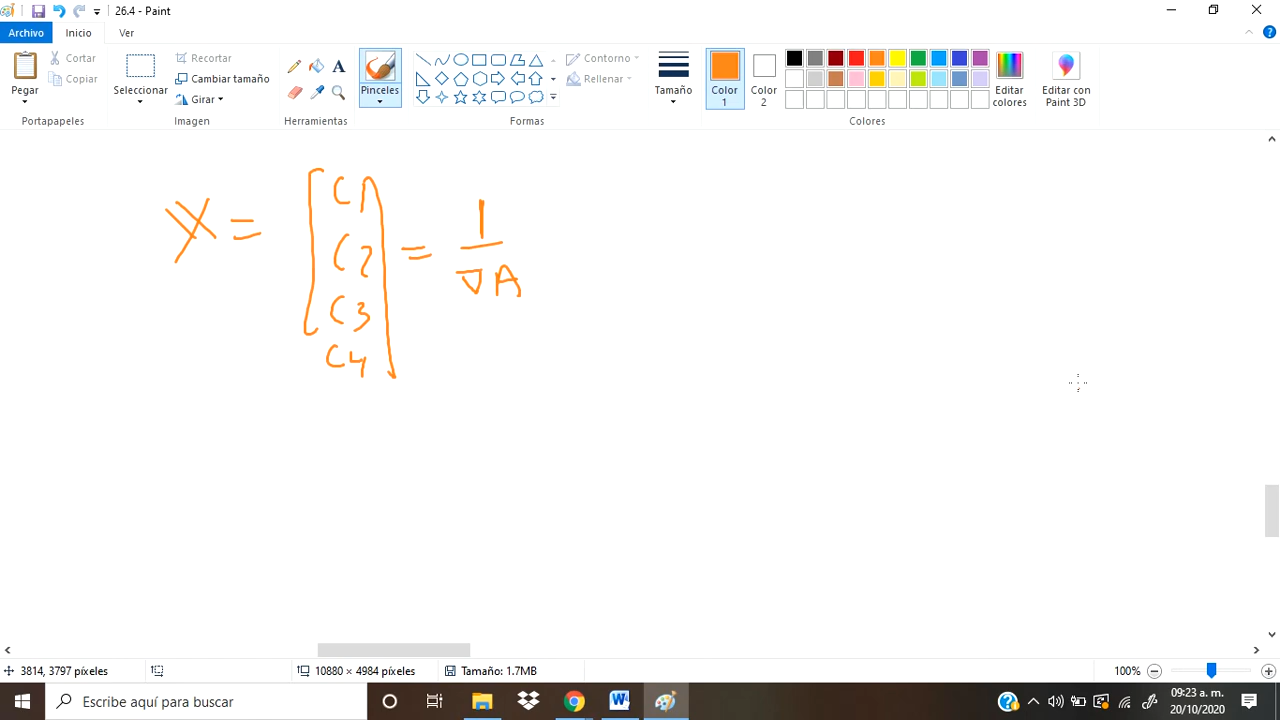 26.4 - Paint
Archivo Inicio Ver
Pegar
Cortar
Copiar
Portapapeles
Seleccionar
Recortar
Cambiar tamaño
Girar
Imagen
A
Herramientas
Pinceles
Contorno
Rellenar
Formas
Tamaño
Color 1
Color 2
Editar colores
Editar con Paint 3D
Colores
X = [C1 C2 C3 C4] = 1/∇A
3814, 3797 píxeles
10880 × 4984 píxeles
Tamaño: 1.7MB
100%
Escribe aquí para buscar
09:23 a. m.
20/10/2020